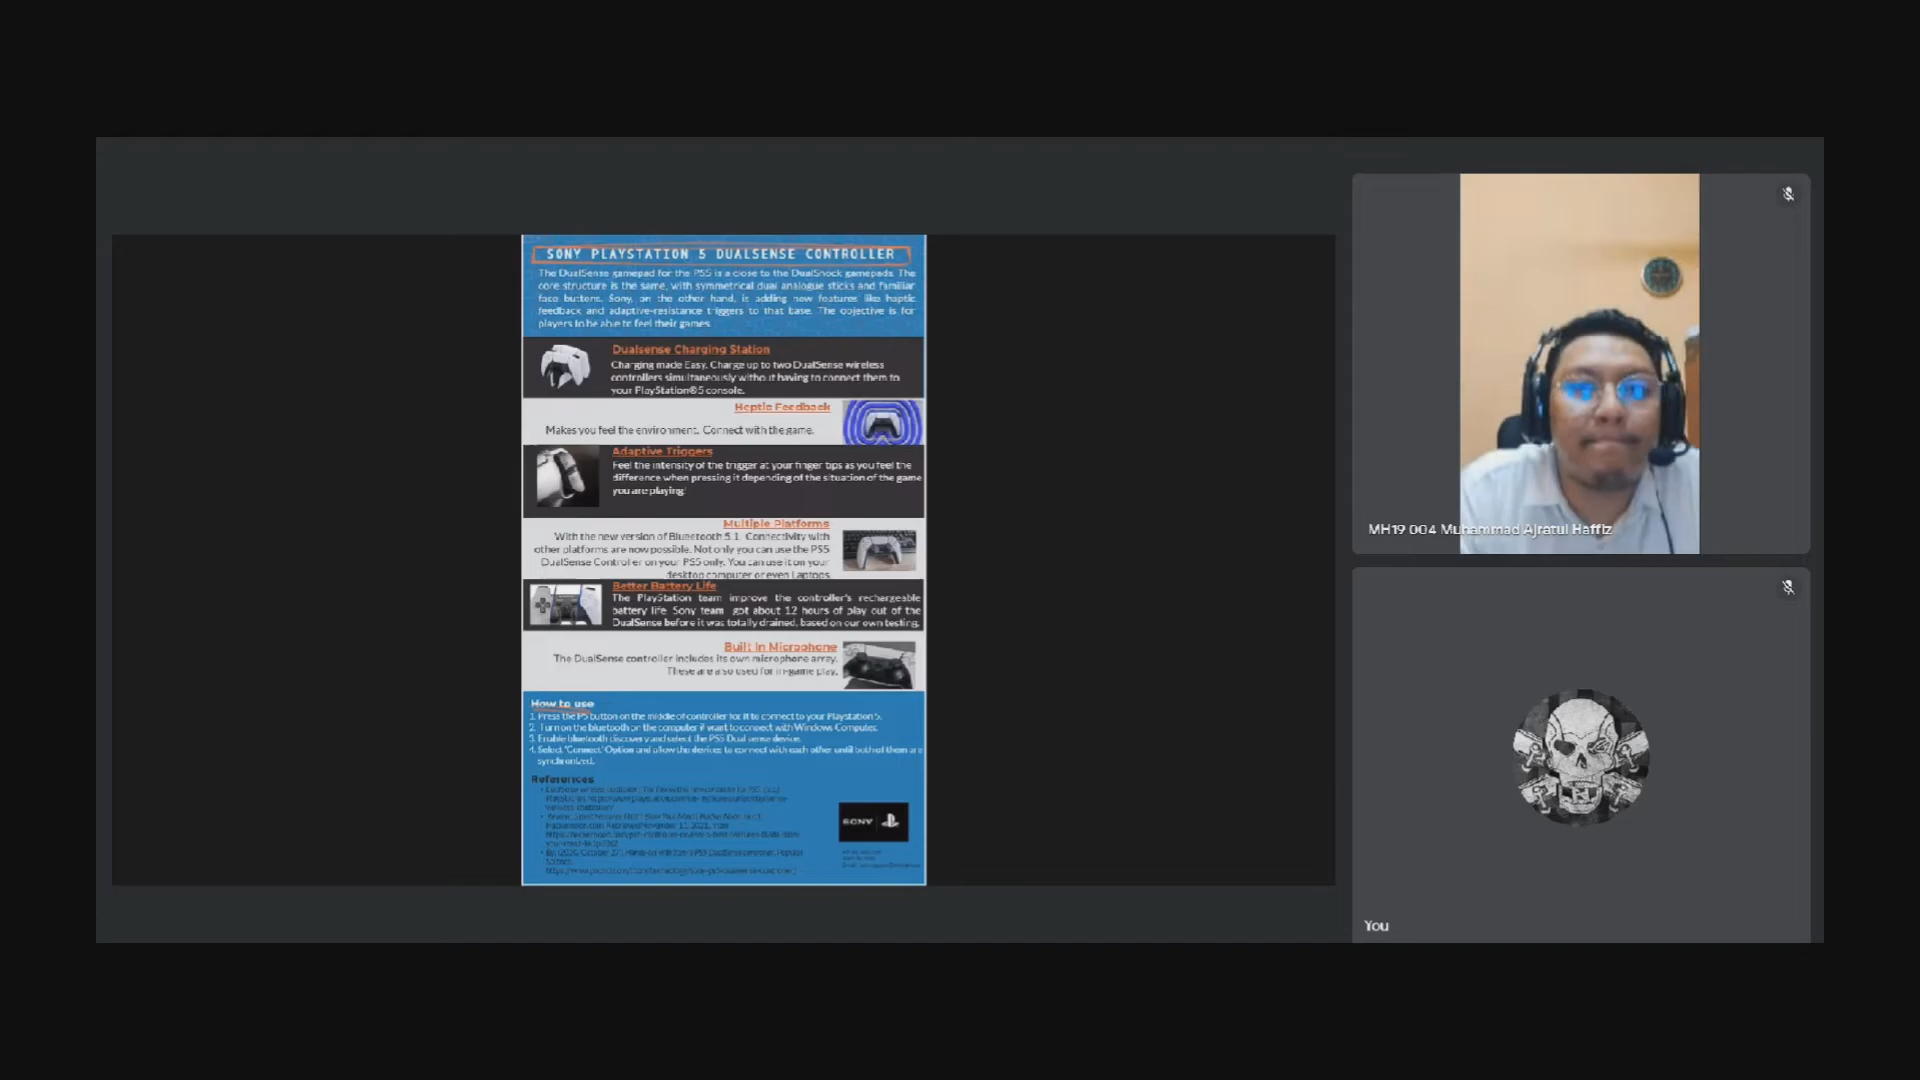 SONY PLAYSTATION 5 DUALSENSE CONTROLLER
The DualSense gamepad for the PS5 is a close to the DualShock gamepads. The
core structure is the same, with symmetrical dual analogue sticks and familiar
face buttons. Sony, on the other hand, is adding new features like haptic
feedback and adaptive-resistance triggers to that base. The objective is for
players to be able to feel their games.
Dualsense Charging Station
Charging made Easy. Charge up to two DualSense wireless
controllers simultaneously without having to connect them to
your PlayStation®5 console.
Heptic Feedback
Makes you feel the environment. Connect with the game.
Adaptive Triggers
Feel the intensity of the trigger at your finger tips as you feel the
difference when pressing it depending of the situation of the game
you are playing!
Multiple Platforms
With the new version of Blueetooth 5.1. Connectivity with
other platforms are now possible. Not only you can use the PS5
DualSense Controller on your PS5 only. You can use it on your
desktop computer or even Laptops
Better Battery Life
The PlayStation team improve the controller's rechargeable
battery life. Sony team got about 12 hours of play out of the
DualSense before it was totally drained, based on our own testing.
Built In Microphone
The DualSense controller includes its own microphone array.
These are also used for in-game play.
How to use
1. Press the PS button on the middle of controller for it to connect to your Playstation 5.
2. Turn on the bluetooth on the computer if want to connect with Windows Computer.
3. Enable bluetooth discovery and select the PS5 Dual sense device.
4. Select "Connect" Option and allow the devices to connect with each other until both of them are
synchronized.
References
SONY
MH19 004 Muhammad Ajratul Haffiz
You